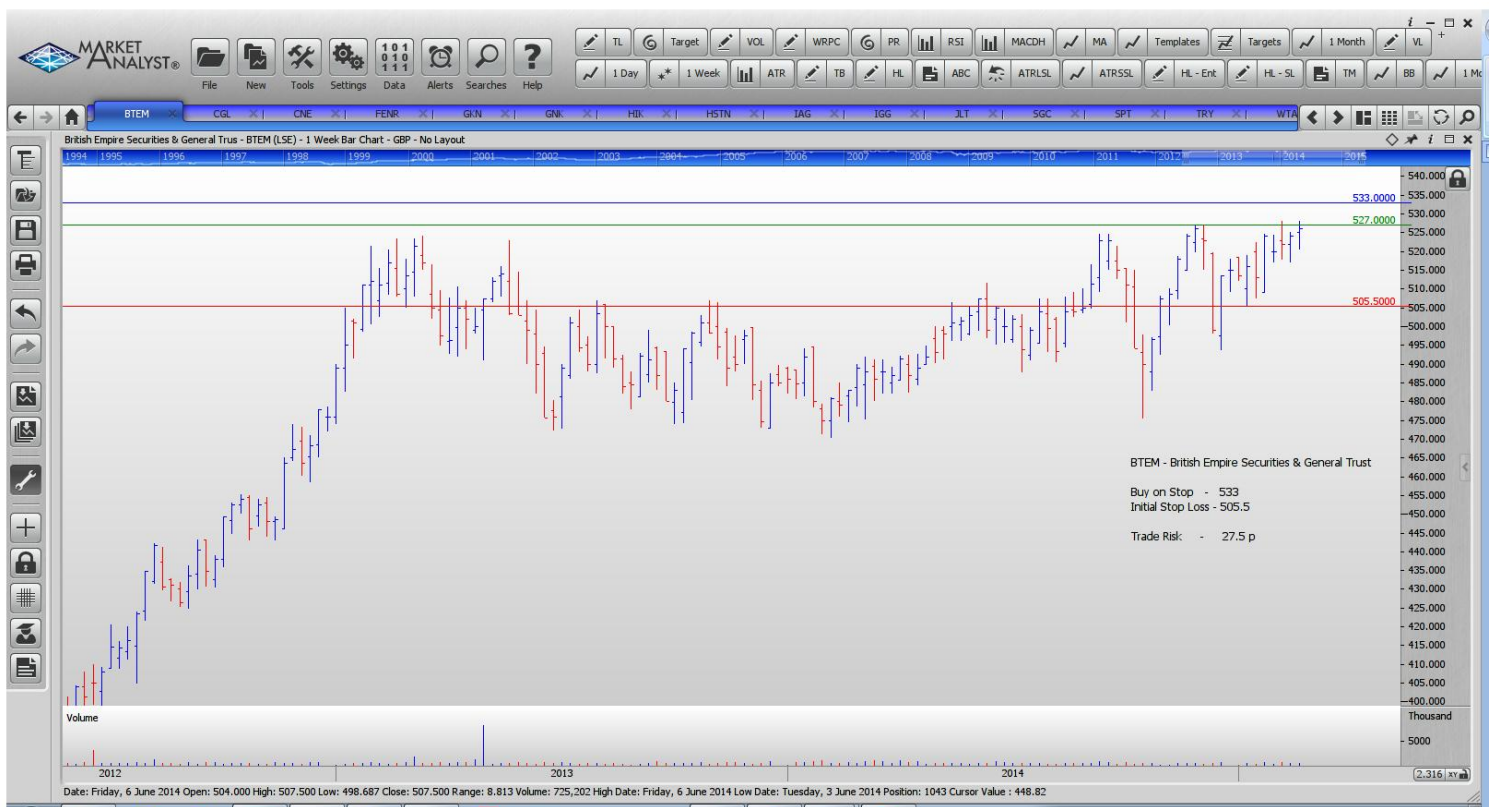 i
MARKET
ANALYST®
File New Tools Settings Data Alerts Searches Help
TL Target VOL WRPC PR RSI MACDH MA Templates Targets 1 Month VL +
1 Day 1 Week ATR TB HL ABC ATRLSL ATRSSL HL - Ent HL - SL TM BB 1 Mo
BTEM CGL CNE FENR GKN GNK HIK HSTN IAG IGG JLT SGC SPT TRY WTA
British Empire Securities & General Trus - BTEM (LSE) - 1 Week Bar Chart - GBP - No Layout
1994 1995 1996 1997 1998 1999 2000 2001 2002 2003 2004 2005 2006 2007 2008 2009 2010 2011 2012 2013 2014 2015
540.000
533.0000
535.000
530.000
527.0000
525.000
520.000
515.000
510.000
505.5000
505.000
500.000
495.000
490.000
485.000
480.000
475.000
470.000
465.000
BTEM - British Empire Securities & General Trust
460.000
455.000
Buy on Stop - 533
450.000
Initial Stop Loss - 505.5
445.000
Trade Risk - 27.5 p
440.000
435.000
430.000
425.000
420.000
415.000
410.000
405.000
400.000
Volume
Thousand
5000
2012 2013 2014
2.316 XY
Date: Friday, 6 June 2014 Open: 504.000 High: 507.500 Low: 498.687 Close: 507.500 Range: 8.813 Volume: 725,202 High Date: Friday, 6 June 2014 Low Date: Tuesday, 3 June 2014 Position: 1043 Cursor Value : 448.82